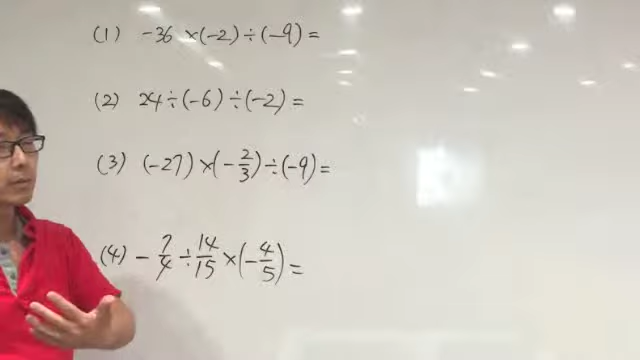 (1) -36×(-2)÷(-9)=
(2) 24÷(-6)÷(-2)=
(3) (-27)×(-2/3)÷(-9)=
(4) -7/4÷14/15×(-4/5)=